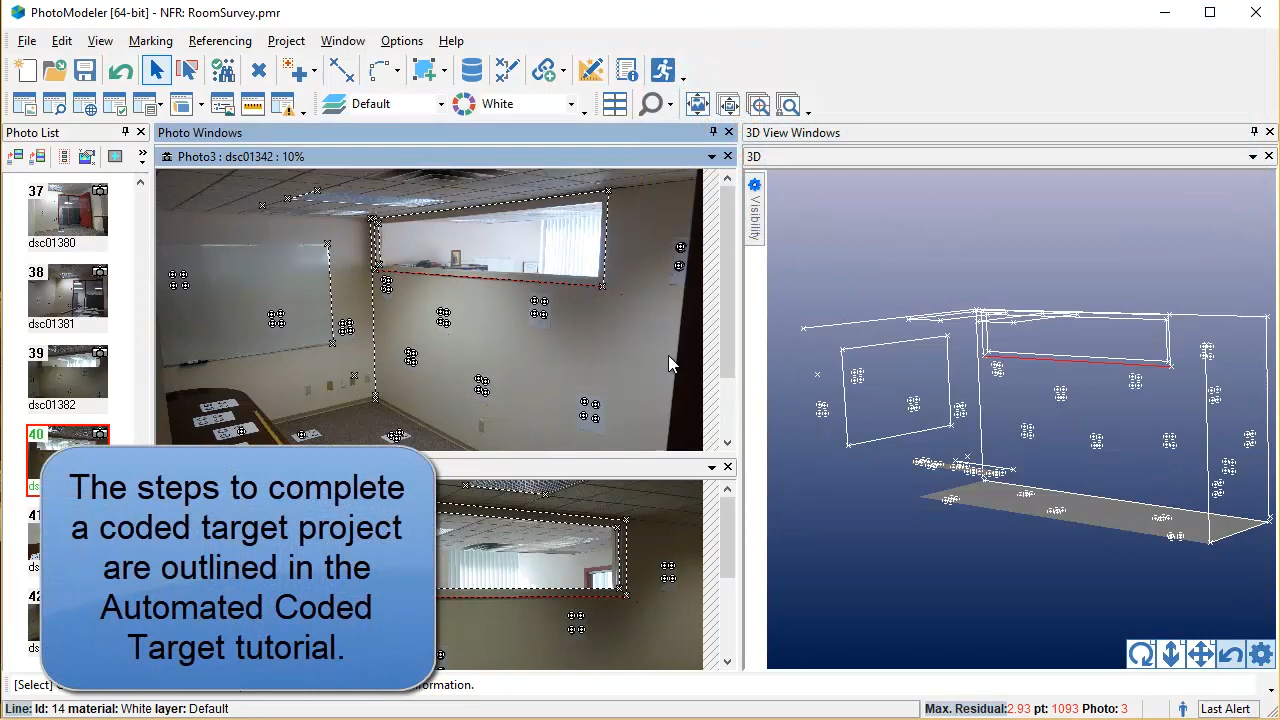 PhotoModeler [64-bit] - NFR: RoomSurvey.pmr
File Edit View Marking Referencing Project Window Options Help
Default White
Photo List
Photo Windows
3D View Windows
Photo3 : dsc01342 : 10%
3D
Visibility
37
dsc01380
38
dsc01381
39
dsc01382
40
The steps to complete
a coded target project
are outlined in the
Automated Coded
Target tutorial.
[Select]
ormation.
Line: Id: 14 material: White layer: Default
Max. Residual:2.93 pt: 1093 Photo: 3
Last Alert